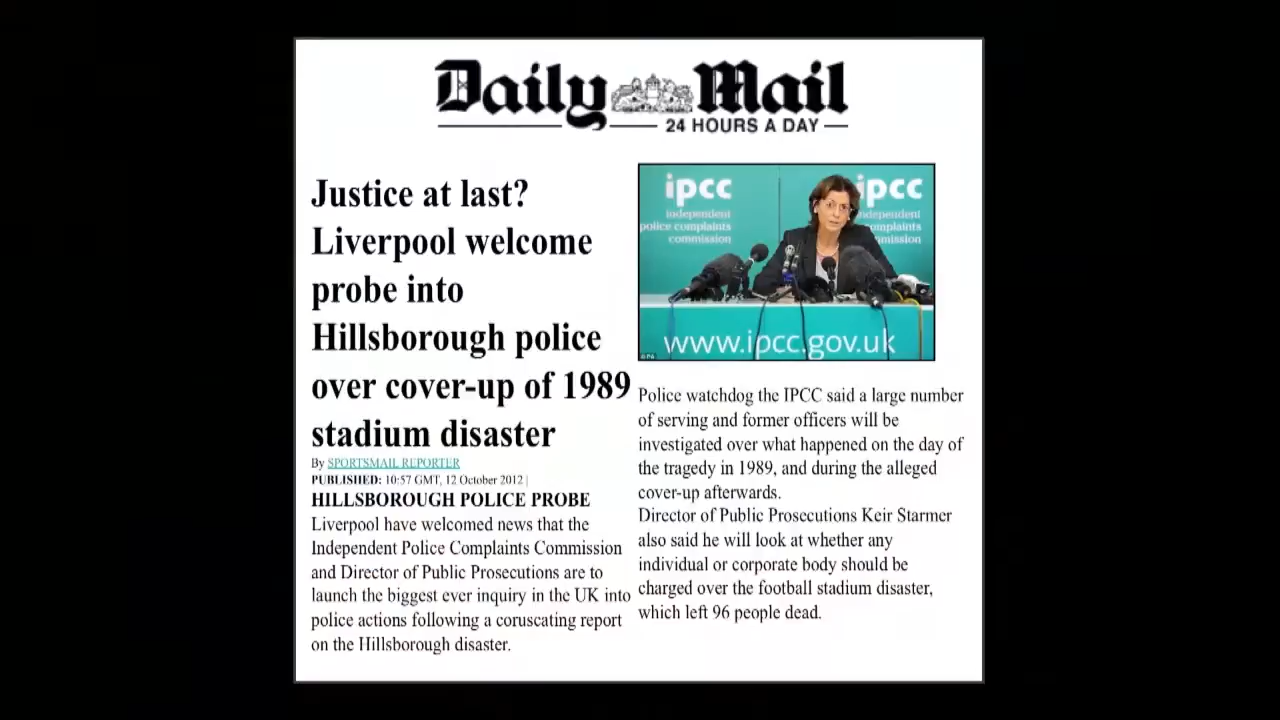 Daily Mail
24 HOURS A DAY
Justice at last?
Liverpool welcome
probe into
Hillsborough police
over cover-up of 1989
stadium disaster
By SPORTSMAIL REPORTER
PUBLISHED: 10:57 GMT, 12 October 2012 |
HILLSBOROUGH POLICE PROBE
Liverpool have welcomed news that the
Independent Police Complaints Commission
and Director of Public Prosecutions are to
launch the biggest ever inquiry in the UK into
police actions following a coruscating report
on the Hillsborough disaster.
ipcc
independent
police complaints
commission
ipcc
independent
complaints
commission
www.ipcc.gov.uk
Police watchdog the IPCC said a large number
of serving and former officers will be
investigated over what happened on the day of
the tragedy in 1989, and during the alleged
cover-up afterwards.
Director of Public Prosecutions Keir Starmer
also said he will look at whether any
individual or corporate body should be
charged over the football stadium disaster,
which left 96 people dead.